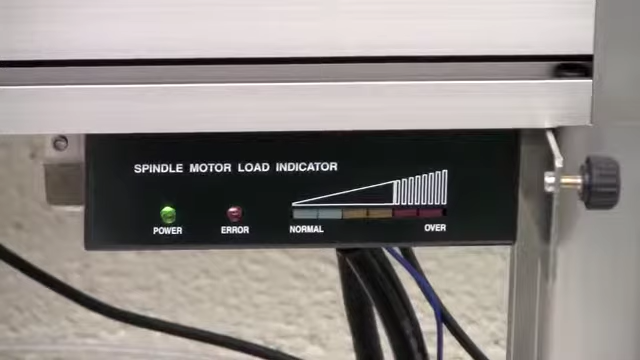 SPINDLE MOTOR LOAD INDICATOR
POWER
ERROR
NORMAL
OVER